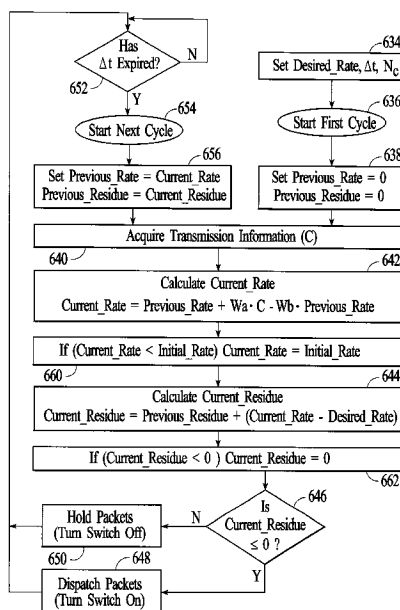 Has
Δt Expired?
N
652
Y
654
Start Next Cycle
656
Set Previous_Rate = Current_Rate
Previous_Residue = Current_Residue
634
Set Desired_Rate, Δt, Nc
636
Start First Cycle
638
Set Previous_Rate = 0
Previous_Residue = 0
Acquire Transmission Information (C)
640
642
Calculate Current_Rate
Current_Rate = Previous_Rate + Wa· C - Wb· Previous_Rate
If (Current_Rate < Initial_Rate) Current_Rate = Initial_Rate
660
644
Calculate Current_Residue
Current_Residue = Previous_Residue + (Current_Rate - Desired_Rate)
If (Current_Residue < 0 ) Current_Residue = 0
662
646
Is
Current_Residue
≤ 0 ?
N
Y
Hold Packets
(Turn Switch Off)
650
648
Dispatch Packets
(Turn Switch On)